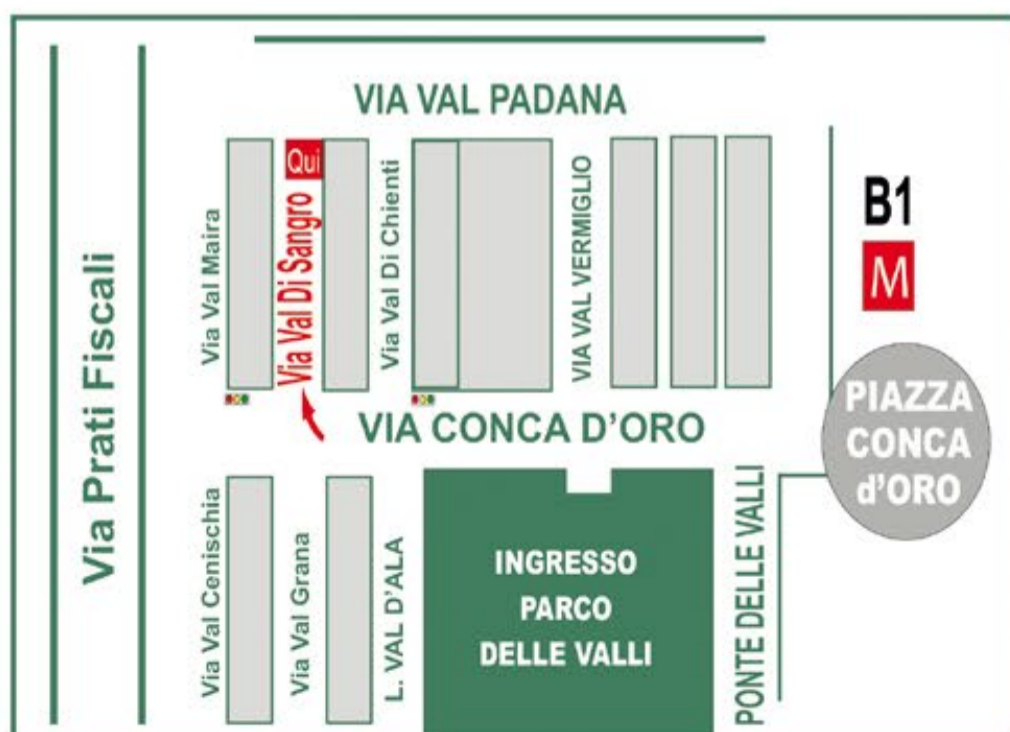 VIA VAL PADANA
Via Prati Fiscali
Via Val Maira
Via Val Di Sangro
Qui
Via Val Di Chienti
VIA VAL VERMIGLIO
B1
M
PIAZZA
CONCA
d'ORO
VIA CONCA D'ORO
Via Val Cenischia
Via Val Grana
L. VAL D'ALA
INGRESSO
PARCO
DELLE VALLI
PONTE DELLE VALLI